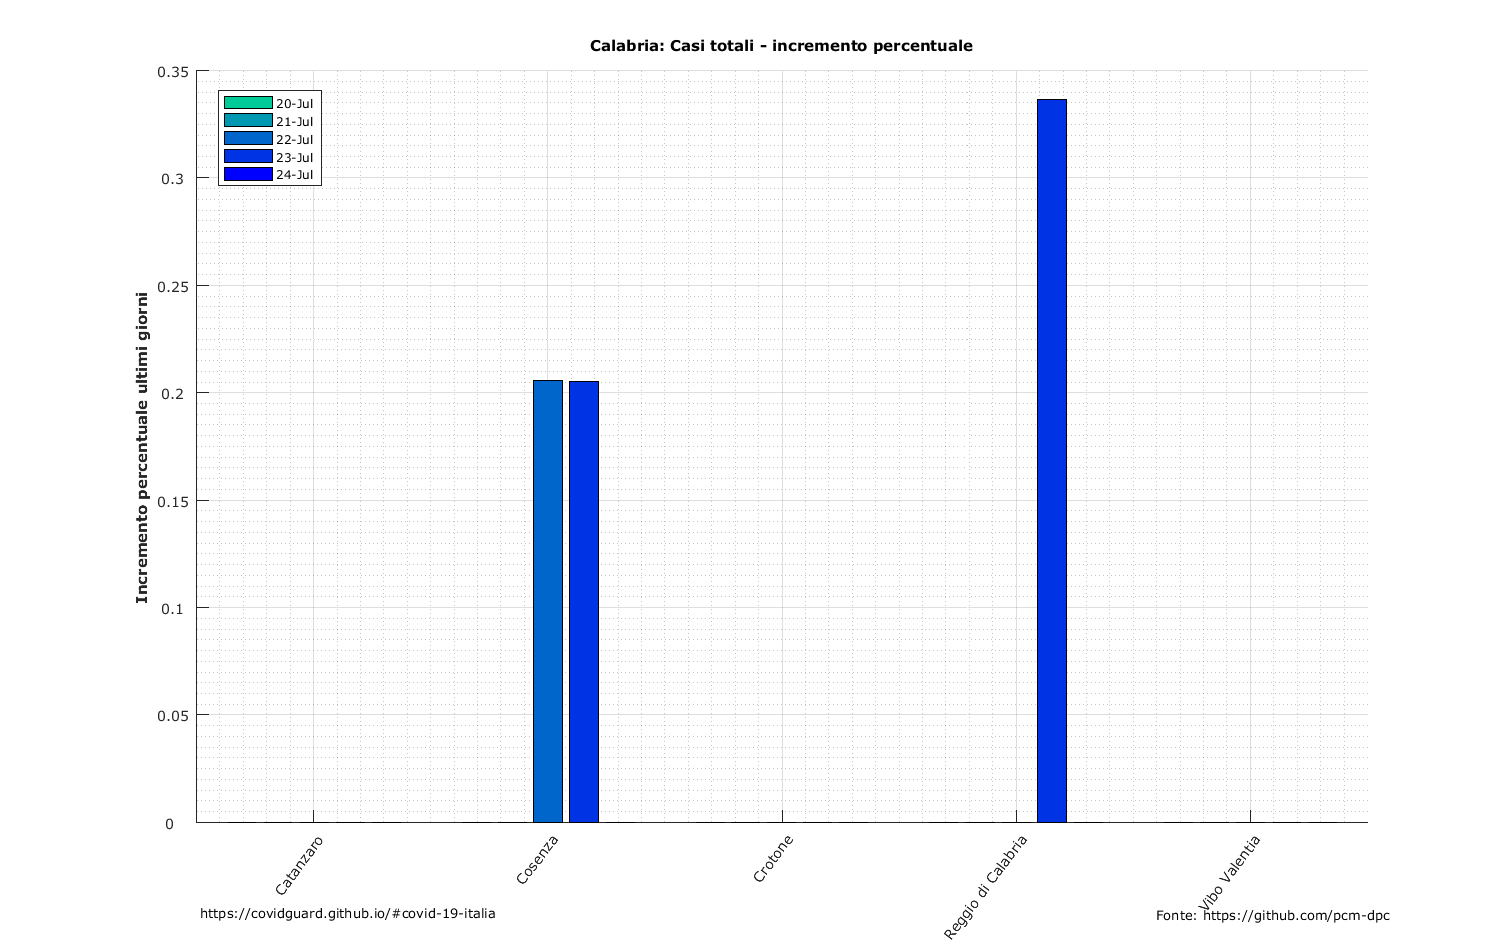 Calabria: Casi totali - incremento percentuale
0.35
0.3
0.25
0.2
0.15
0.1
0.05
0
Incremento percentuale ultimi giorni
20-Jul
21-Jul
22-Jul
23-Jul
24-Jul
Catanzaro
Cosenza
Crotone
Reggio di Calabria
Vibo Valentia
https://covidguard.github.io/#covid-19-italia
Fonte: https://github.com/pcm-dpc